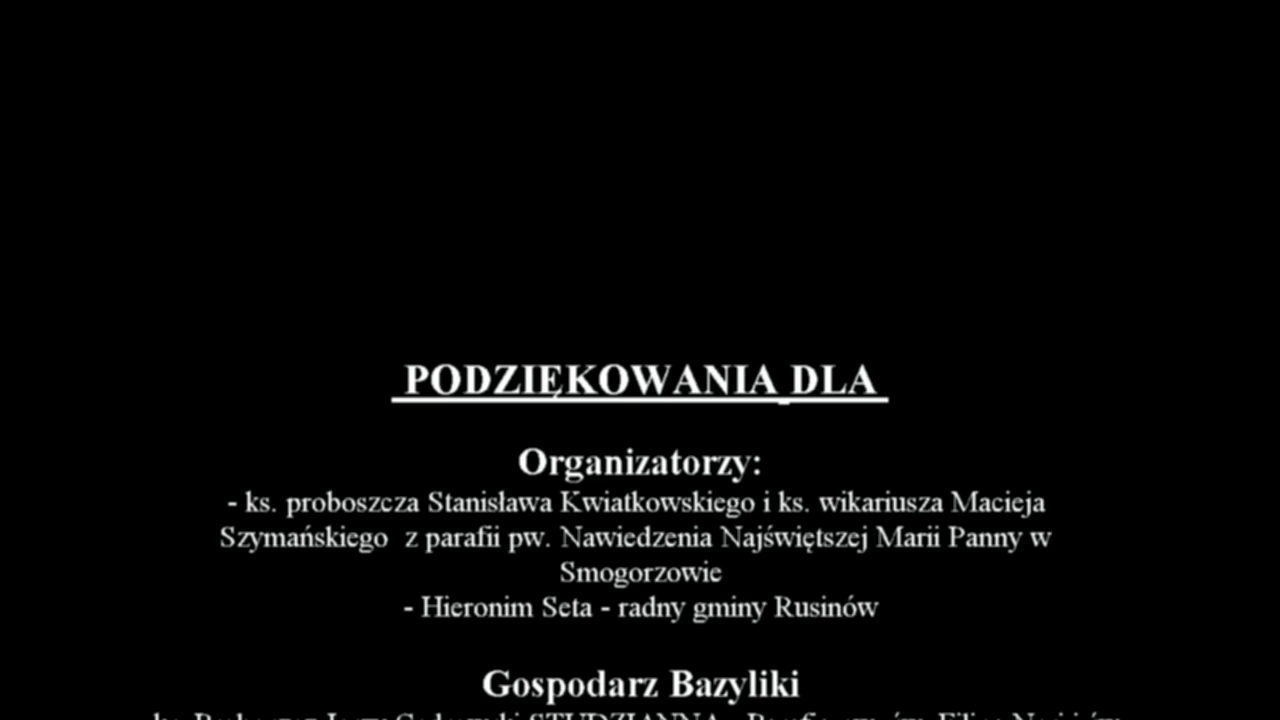 PODZIĘKOWANIA DLA
Organizatorzy:
- ks. proboszcza Stanisława Kwiatkowskiego i ks. wikariusza Macieja
Szymańskiego z parafii pw. Nawiedzenia Najświętszej Marii Panny w
Smogorzowie
- Hieronim Seta - radny gminy Rusinów
Gospodarz Bazyliki